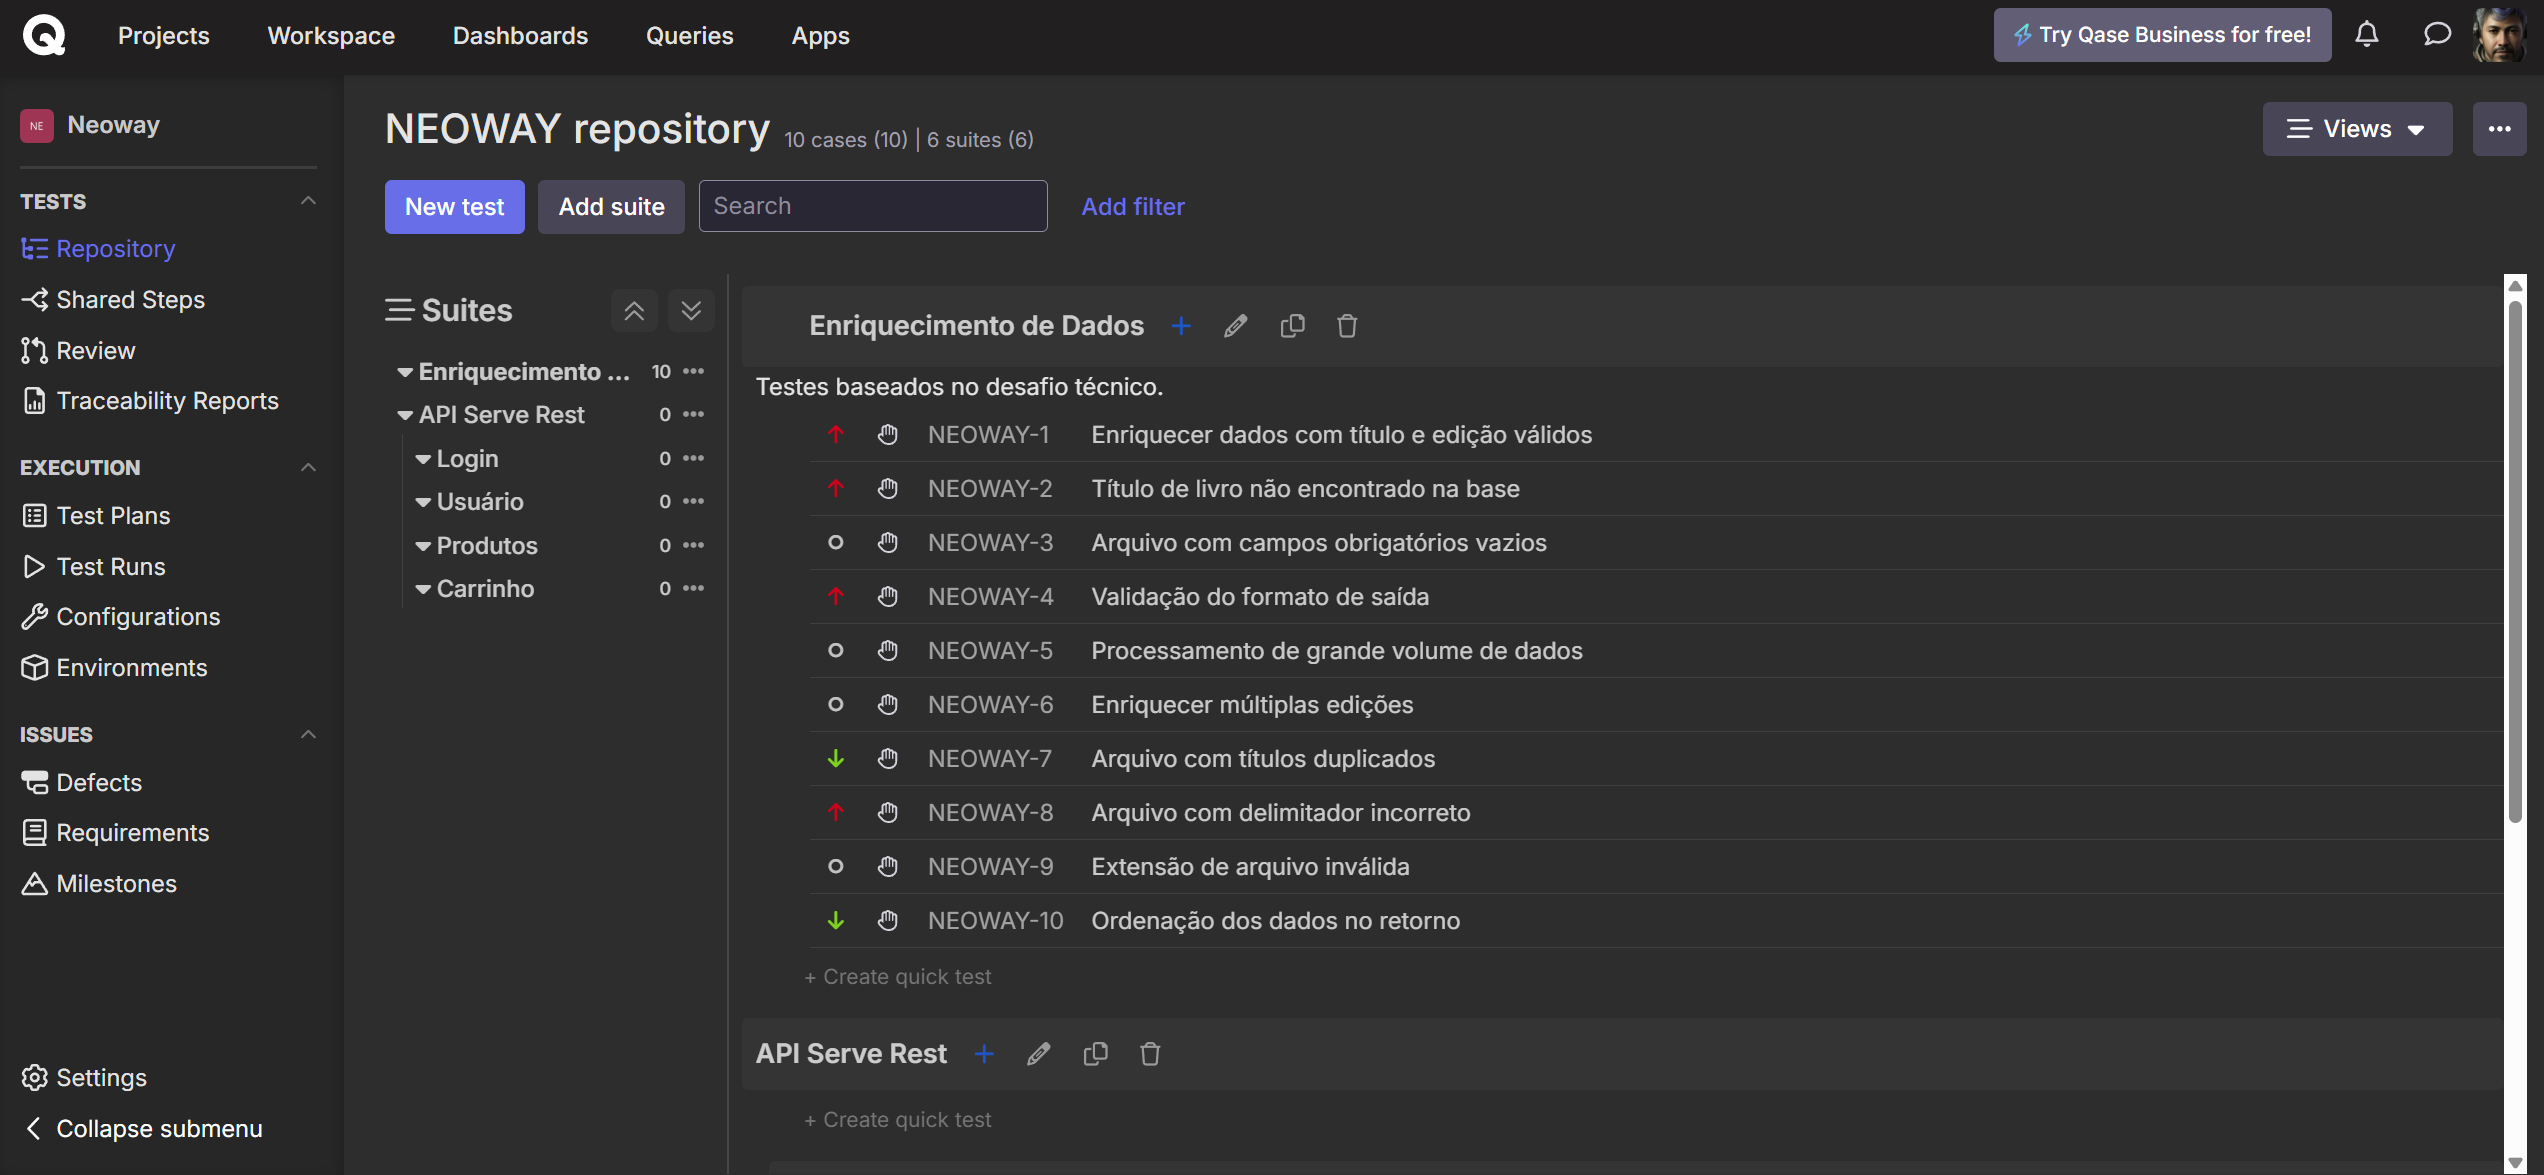 Projects
Workspace
Dashboards
Queries
Apps
Try Qase Business for free!
NE
Neoway
TESTS
Repository
Shared Steps
Review
Traceability Reports
EXECUTION
Test Plans
Test Runs
Configurations
Environments
ISSUES
Defects
Requirements
Milestones
Settings
Collapse submenu
NEOWAY repository 10 cases (10) | 6 suites (6)
Views
New test
Add suite
Search
Add filter
Suites
Enriquecimento ... 10
API Serve Rest 0
Login 0
Usuário 0
Produtos 0
Carrinho 0
Enriquecimento de Dados
Testes baseados no desafio técnico.
NEOWAY-1 Enriquecer dados com título e edição válidos
NEOWAY-2 Título de livro não encontrado na base
NEOWAY-3 Arquivo com campos obrigatórios vazios
NEOWAY-4 Validação do formato de saída
NEOWAY-5 Processamento de grande volume de dados
NEOWAY-6 Enriquecer múltiplas edições
NEOWAY-7 Arquivo com títulos duplicados
NEOWAY-8 Arquivo com delimitador incorreto
NEOWAY-9 Extensão de arquivo inválida
NEOWAY-10 Ordenação dos dados no retorno
+ Create quick test
API Serve Rest
+ Create quick test